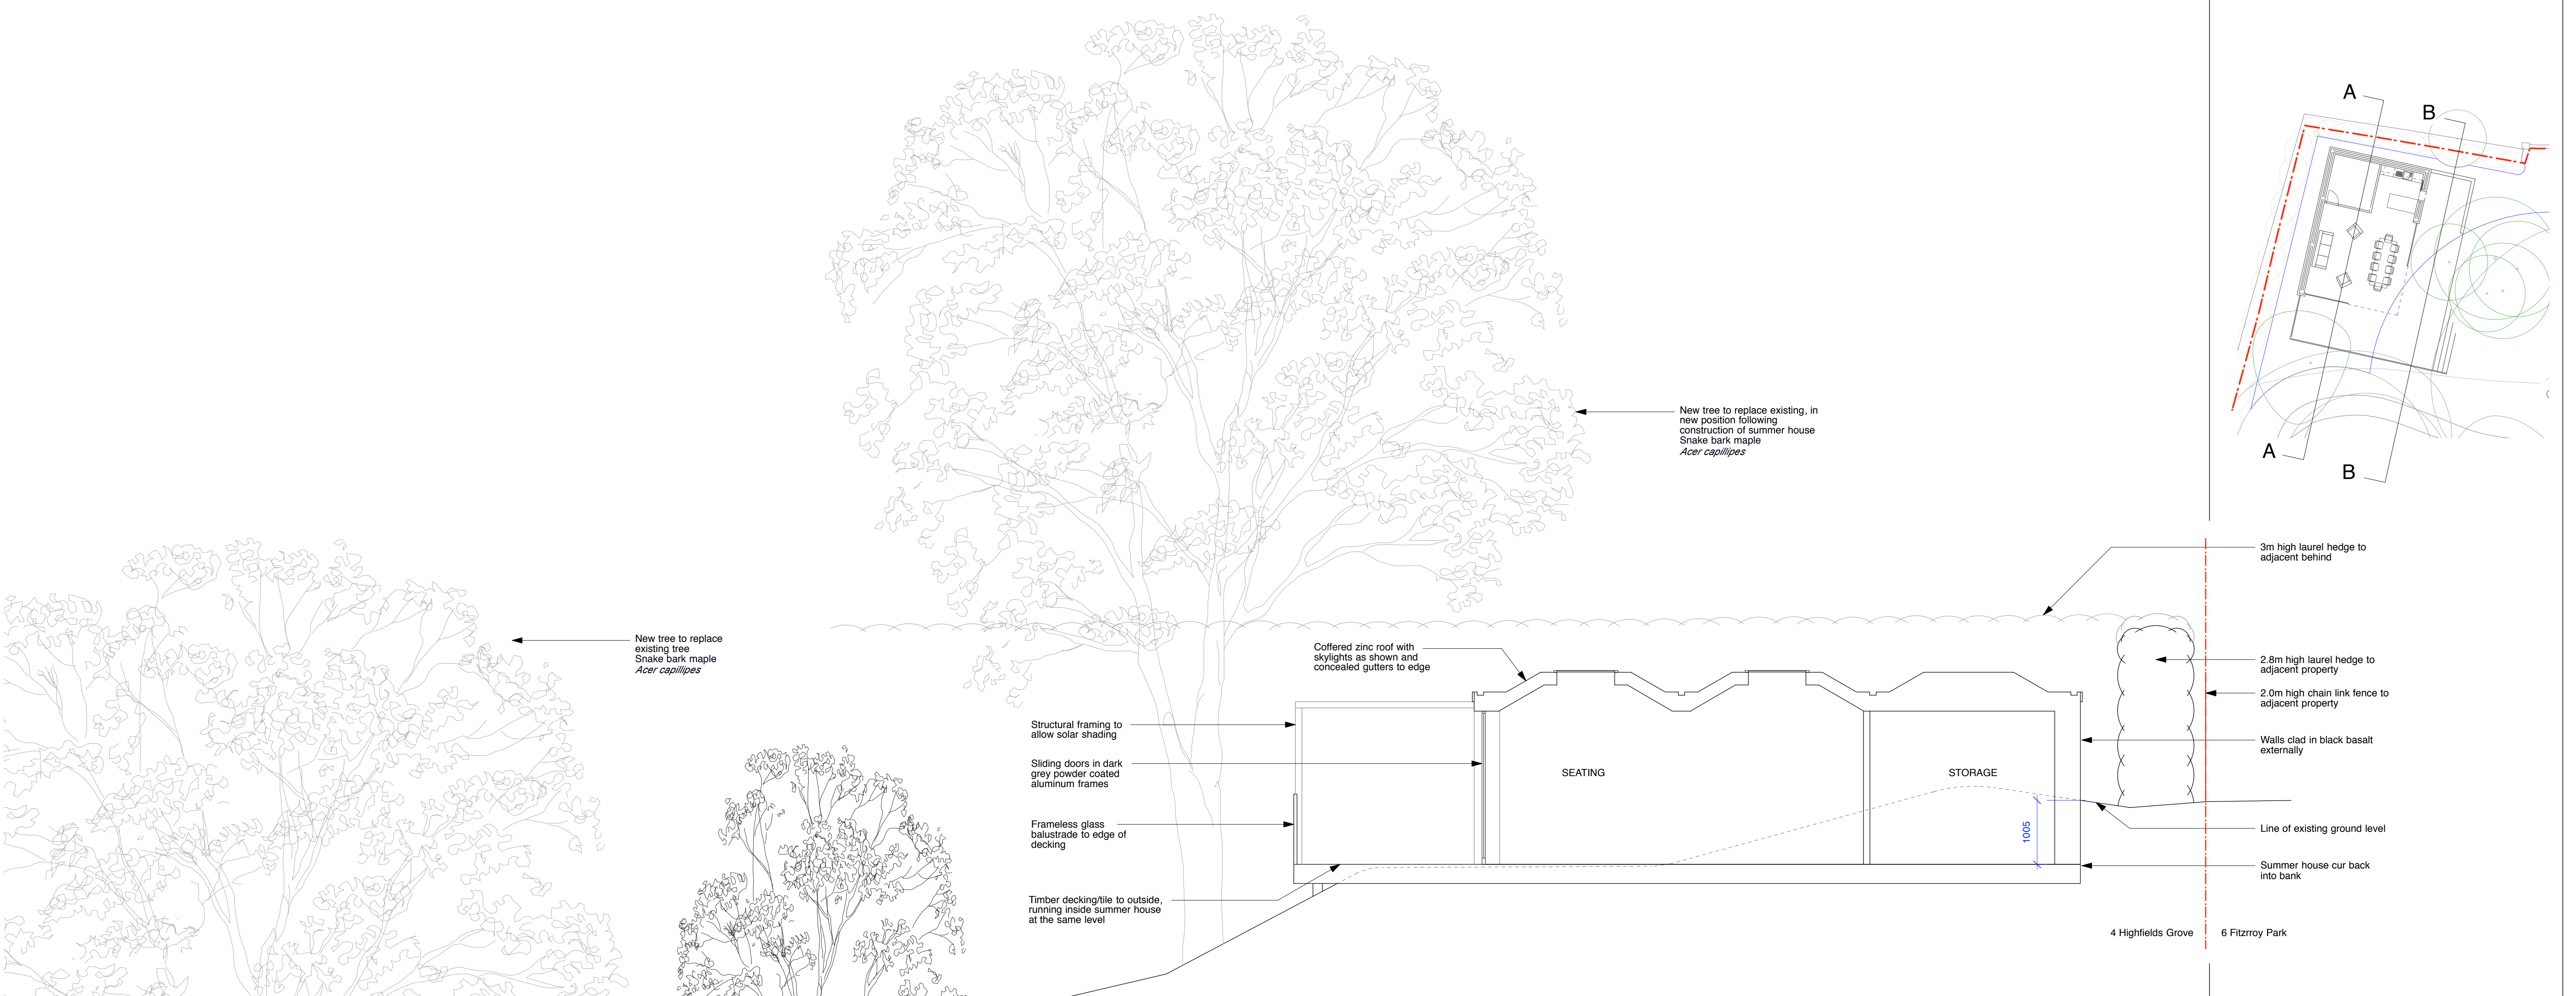 A
B
A
B
New tree to replace existing, in
new position following
construction of summer house
Snake bark maple
Acer capillipes
3m high laurel hedge to
adjacent behind
New tree to replace
existing tree
Snake bark maple
Acer capillipes
Coffered zinc roof with
skylights as shown and
concealed gutters to edge
2.8m high laurel hedge to
adjacent property
2.0m high chain link fence to
adjacent property
Structural framing to
allow solar shading
Walls clad in black basalt
externally
Sliding doors in dark
grey powder coated
aluminum frames
SEATING
STORAGE
Frameless glass
balustrade to edge of
decking
1005
Line of existing ground level
Summer house cur back
into bank
Timber decking/tile to outside,
running inside summer house
at the same level
4 Highfields Grove
6 Fitzrroy Park